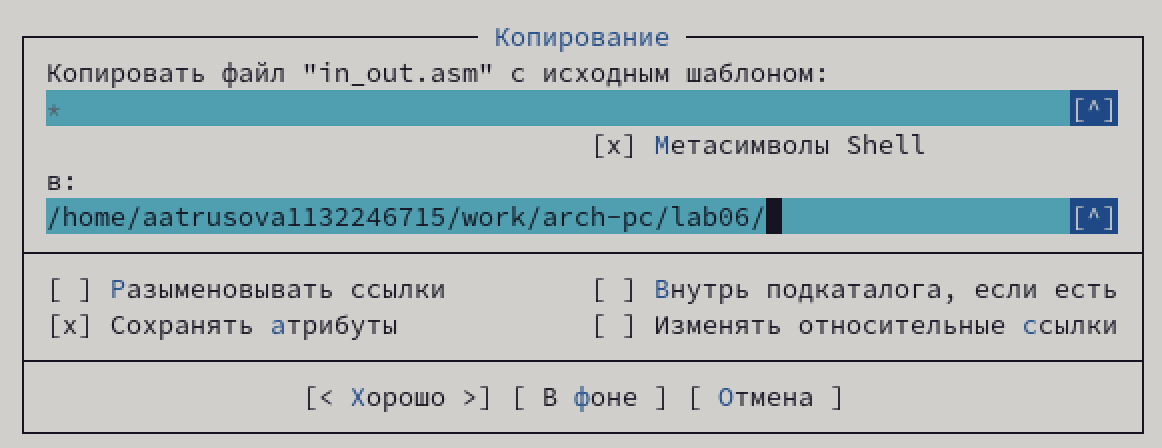 Копирование
Копировать файл "in_out.asm" с исходным шаблоном:
* [^]
[x] Метасимволы Shell
в:
/home/aatrusova1132246715/work/arch-pc/lab06/ [^]
[ ] Разыменовывать ссылки [ ] Внутрь подкаталога, если есть
[x] Сохранять атрибуты [ ] Изменять относительные ссылки
[< Хорошо >] [ В фоне ] [ Отмена ]